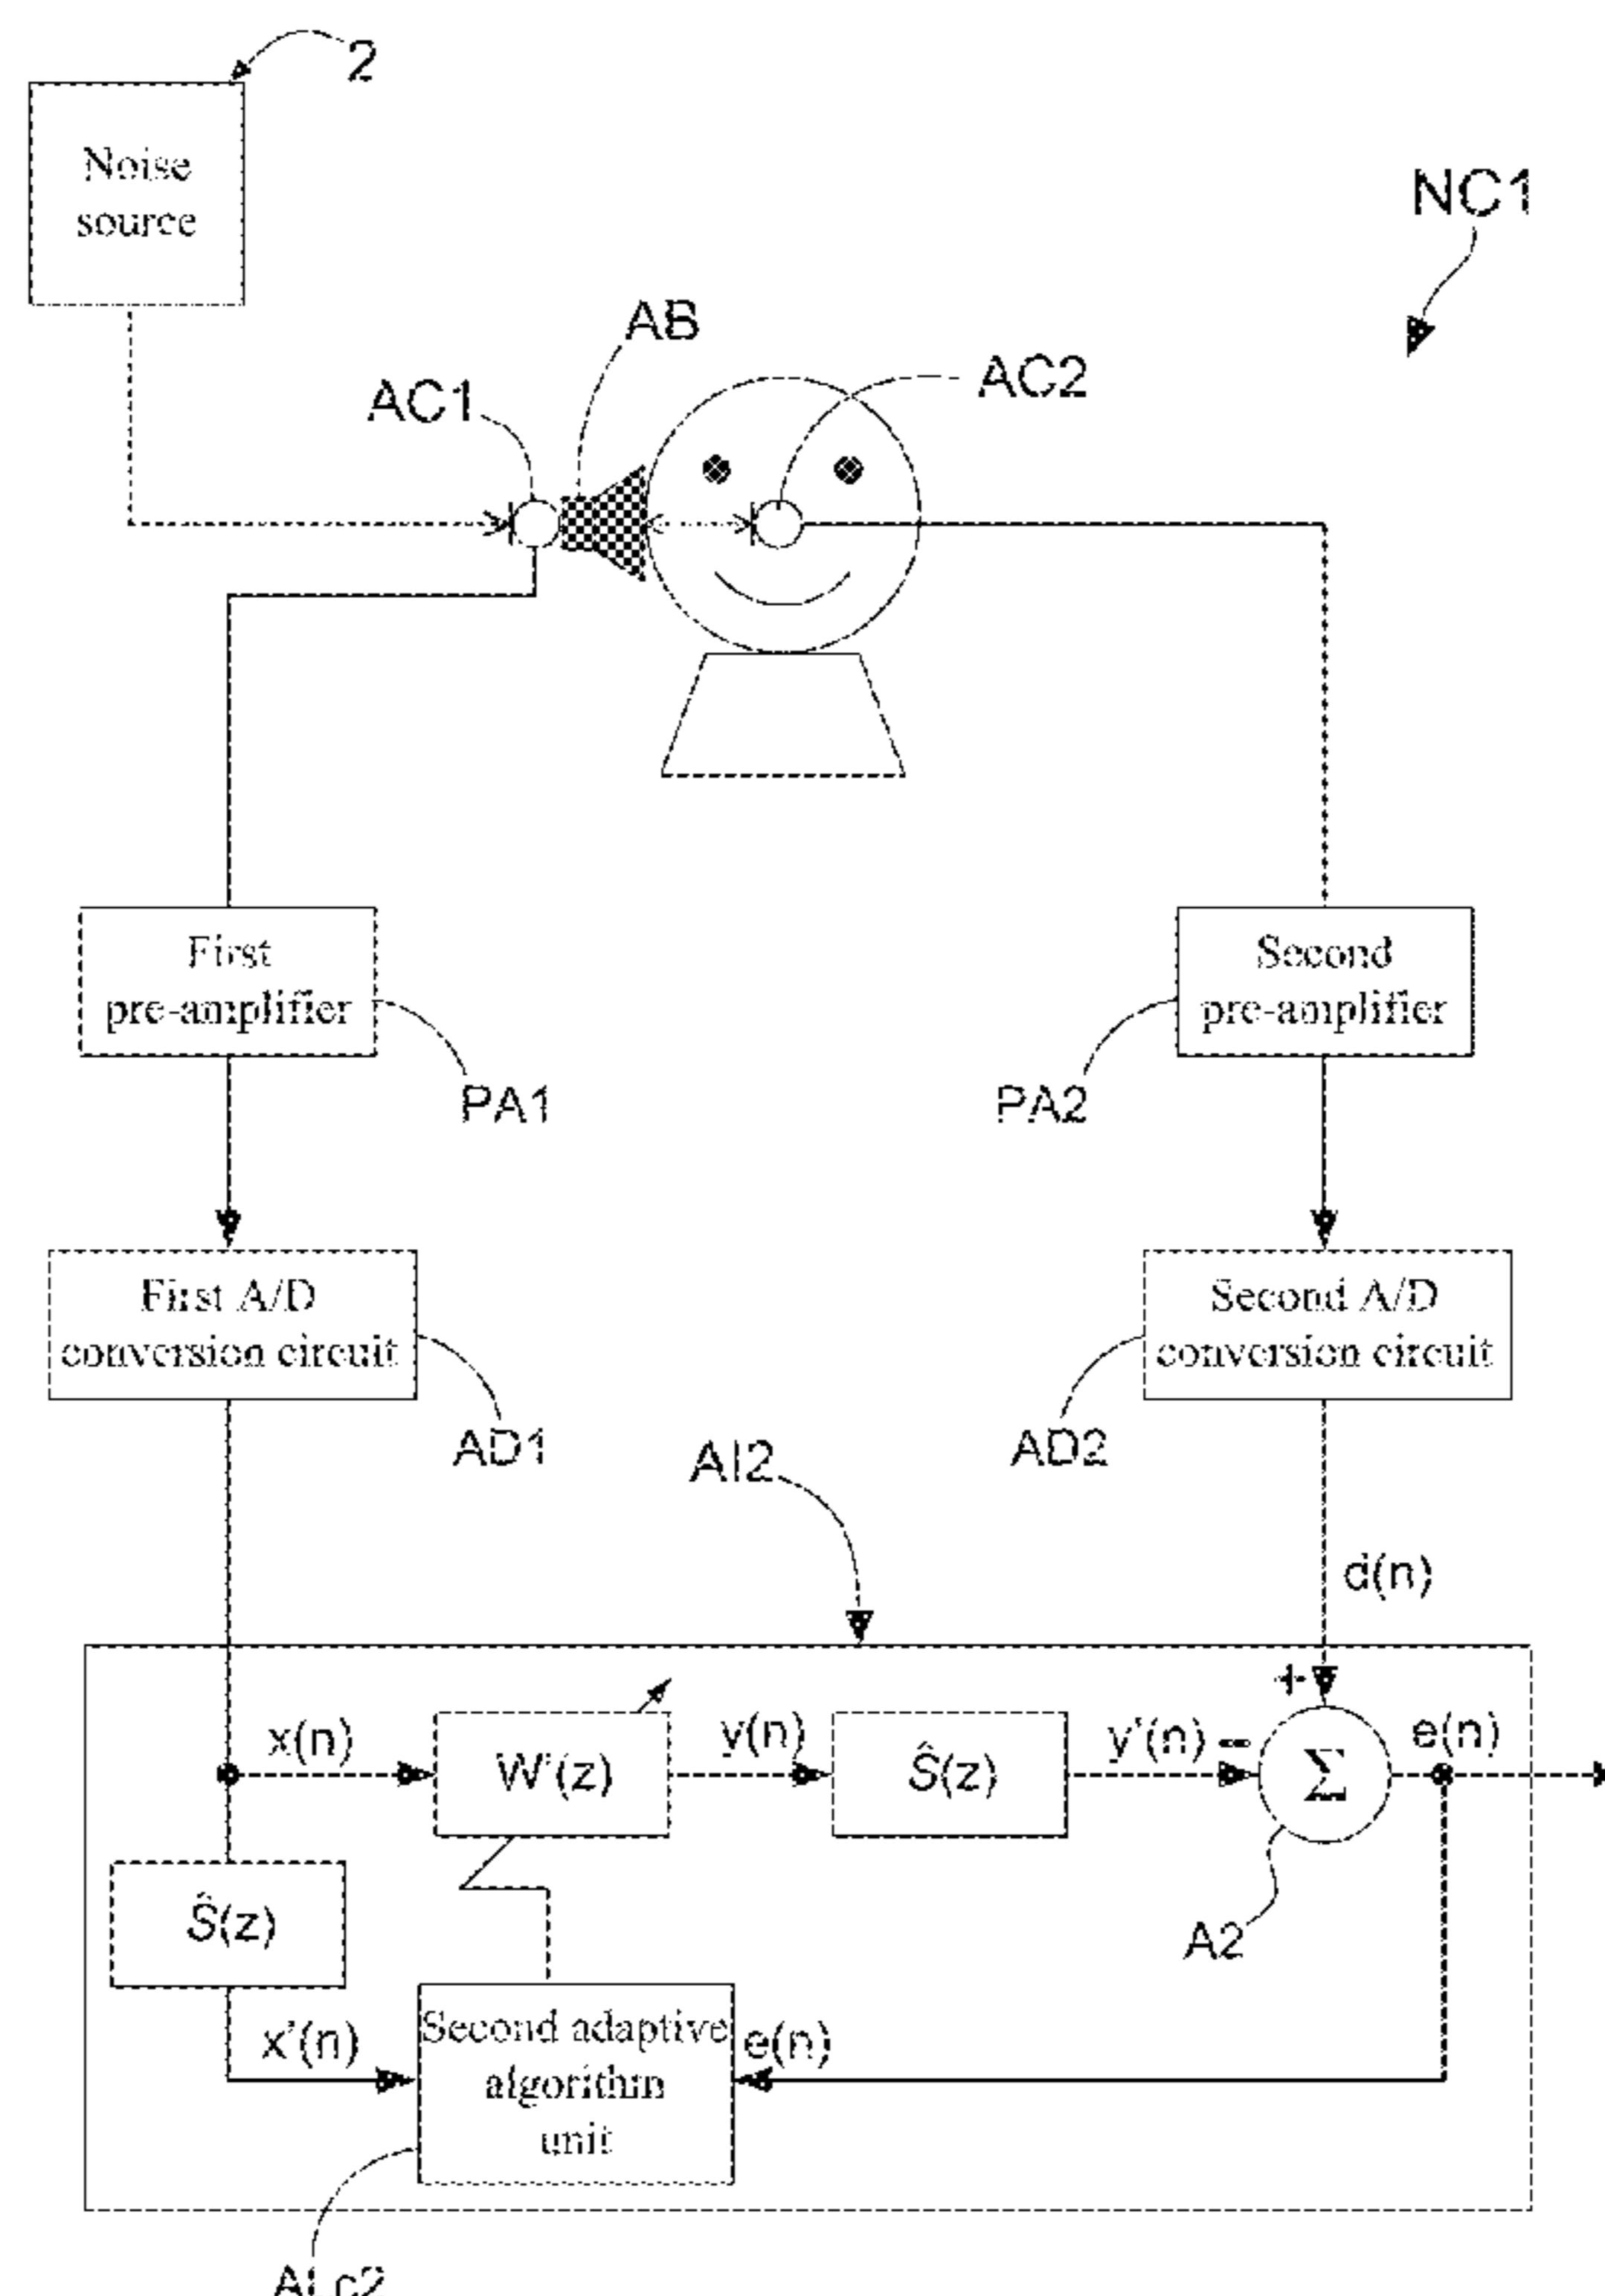 2
Noise
source
NC1
AB
AC1
AC2
First
pre-amplifier
Second
pre-amplifier
PA1
PA2
First A/D
conversion circuit
Second A/D
conversion circuit
AD1
AI2
AD2
d(n)
+
x(n)
W'(z)
y(n)
Ŝ(z)
y'(n) -
Σ
e(n)
Ŝ(z)
A2
x'(n)
Second adaptive
algorithm
unit
e(n)